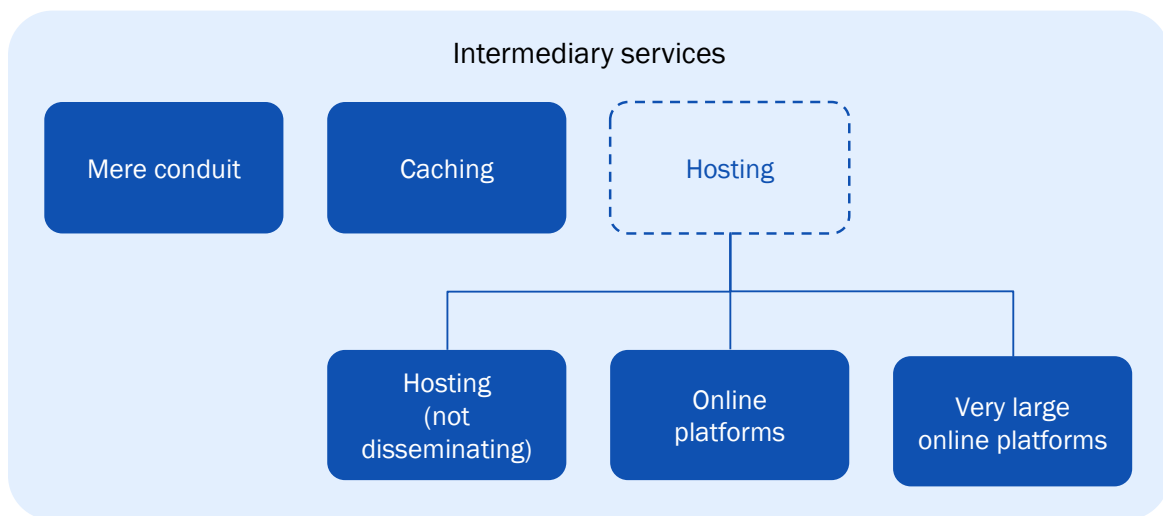 Intermediary services
Mere conduit
Caching
Hosting
Hosting
(not
disseminating)
Online
platforms
Very large
online platforms